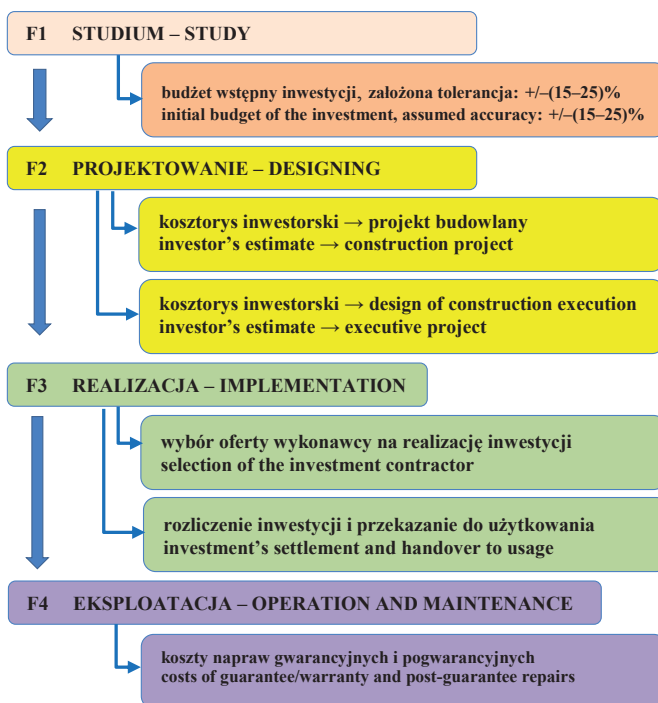 F1 STUDIUM – STUDY
budżet wstępny inwestycji, założona tolerancja: +/–(15–25)%
initial budget of the investment, assumed accuracy: +/–(15–25)%
F2 PROJEKTOWANIE – DESIGNING
kosztorys inwestorski → projekt budowlany
investor's estimate → construction project
kosztorys inwestorski → design of construction execution
investor's estimate → executive project
F3 REALIZACJA – IMPLEMENTATION
wybór oferty wykonawcy na realizację inwestycji
selection of the investment contractor
rozliczenie inwestycji i przekazanie do użytkowania
investment's settlement and handover to usage
F4 EKSPLOATACJA – OPERATION AND MAINTENANCE
koszty napraw gwarancyjnych i pogwarancyjnych
costs of guarantee/warranty and post-guarantee repairs